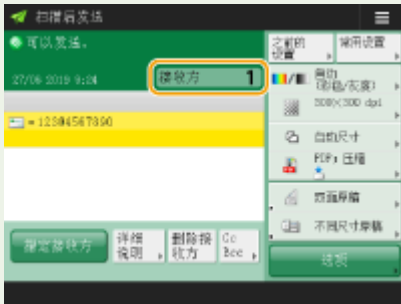 扫描后发送
可以发送。
27/06 2019 9:24
接收方 1
= 1234567890
指定接收方
详细
说明
删除接
收方
Cc
Bcc
之前的
设置
常用设置
自动
(彩色/灰度)
300×300 dpi
自动尺寸
PDF: 压缩
双面原稿
不同尺寸原稿
选项